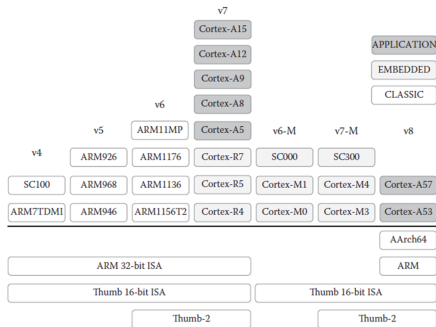 v7
Cortex-A15
APPLICATION
Cortex-A12
EMBEDDED
Cortex-A9
CLASSIC
v6
Cortex-A8
v5
ARM11MP
Cortex-A5
v6-M
v7-M
v8
v4
ARM926
ARM1176
Cortex-R7
SC000
SC300
SC100
ARM968
ARM1136
Cortex-R5
Cortex-M1
Cortex-M4
Cortex-A57
ARM7TDMI
ARM946
ARM1156T2
Cortex-R4
Cortex-M0
Cortex-M3
Cortex-A53
AArch64
ARM 32-bit ISA
ARM
Thumb 16-bit ISA
Thumb 16-bit ISA
Thumb-2
Thumb-2